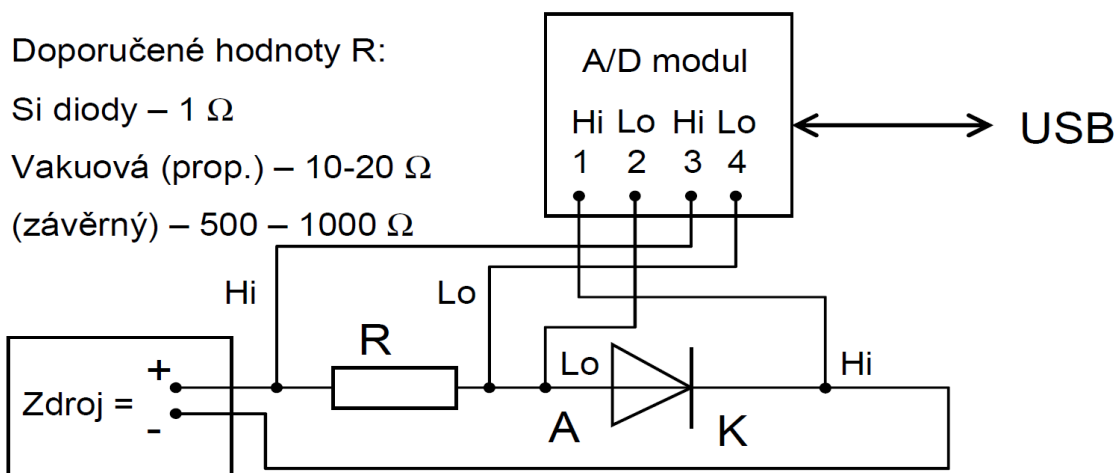 Doporučené hodnoty R:
Si diody – 1 Ω
Vakuová (prop.) – 10-20 Ω
(závěrný) – 500 – 1000 Ω
A/D modul
Hi Lo Hi Lo
1 2 3 4
USB
Hi
Lo
R
Lo
Hi
A
K
Zdroj =
+
-